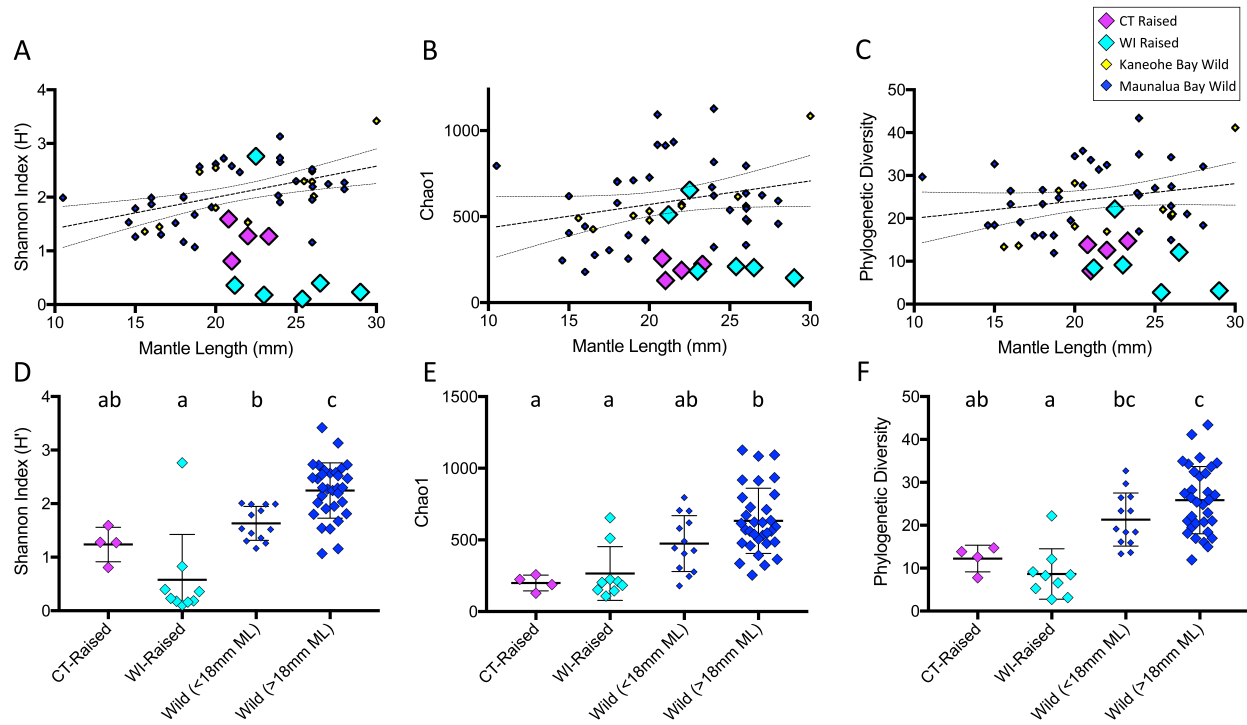 CT Raised
WI Raised
Kaneohe Bay Wild
Maunalua Bay Wild
A
4
3
2
1
0
Shannon Index (H')
10 15 20 25 30
Mantle Length (mm)
B
1000
500
0
Chao1
10 15 20 25 30
Mantle Length (mm)
C
50
40
30
20
10
0
Phylogenetic Diversity
10 15 20 25 30
Mantle Length (mm)
D
4
3
2
1
0
Shannon Index (H')
ab a b c
CT-Raised
WI-Raised
Wild (<18mm ML)
Wild (>18mm ML)
E
1500
1000
500
0
Chao1
a a ab b
CT-Raised
WI-Raised
Wild (<18mm ML)
Wild (>18mm ML)
F
50
40
30
20
10
0
Phylogenetic Diversity
ab a bc c
CT-Raised
WI-Raised
Wild (<18mm ML)
Wild (>18mm ML)